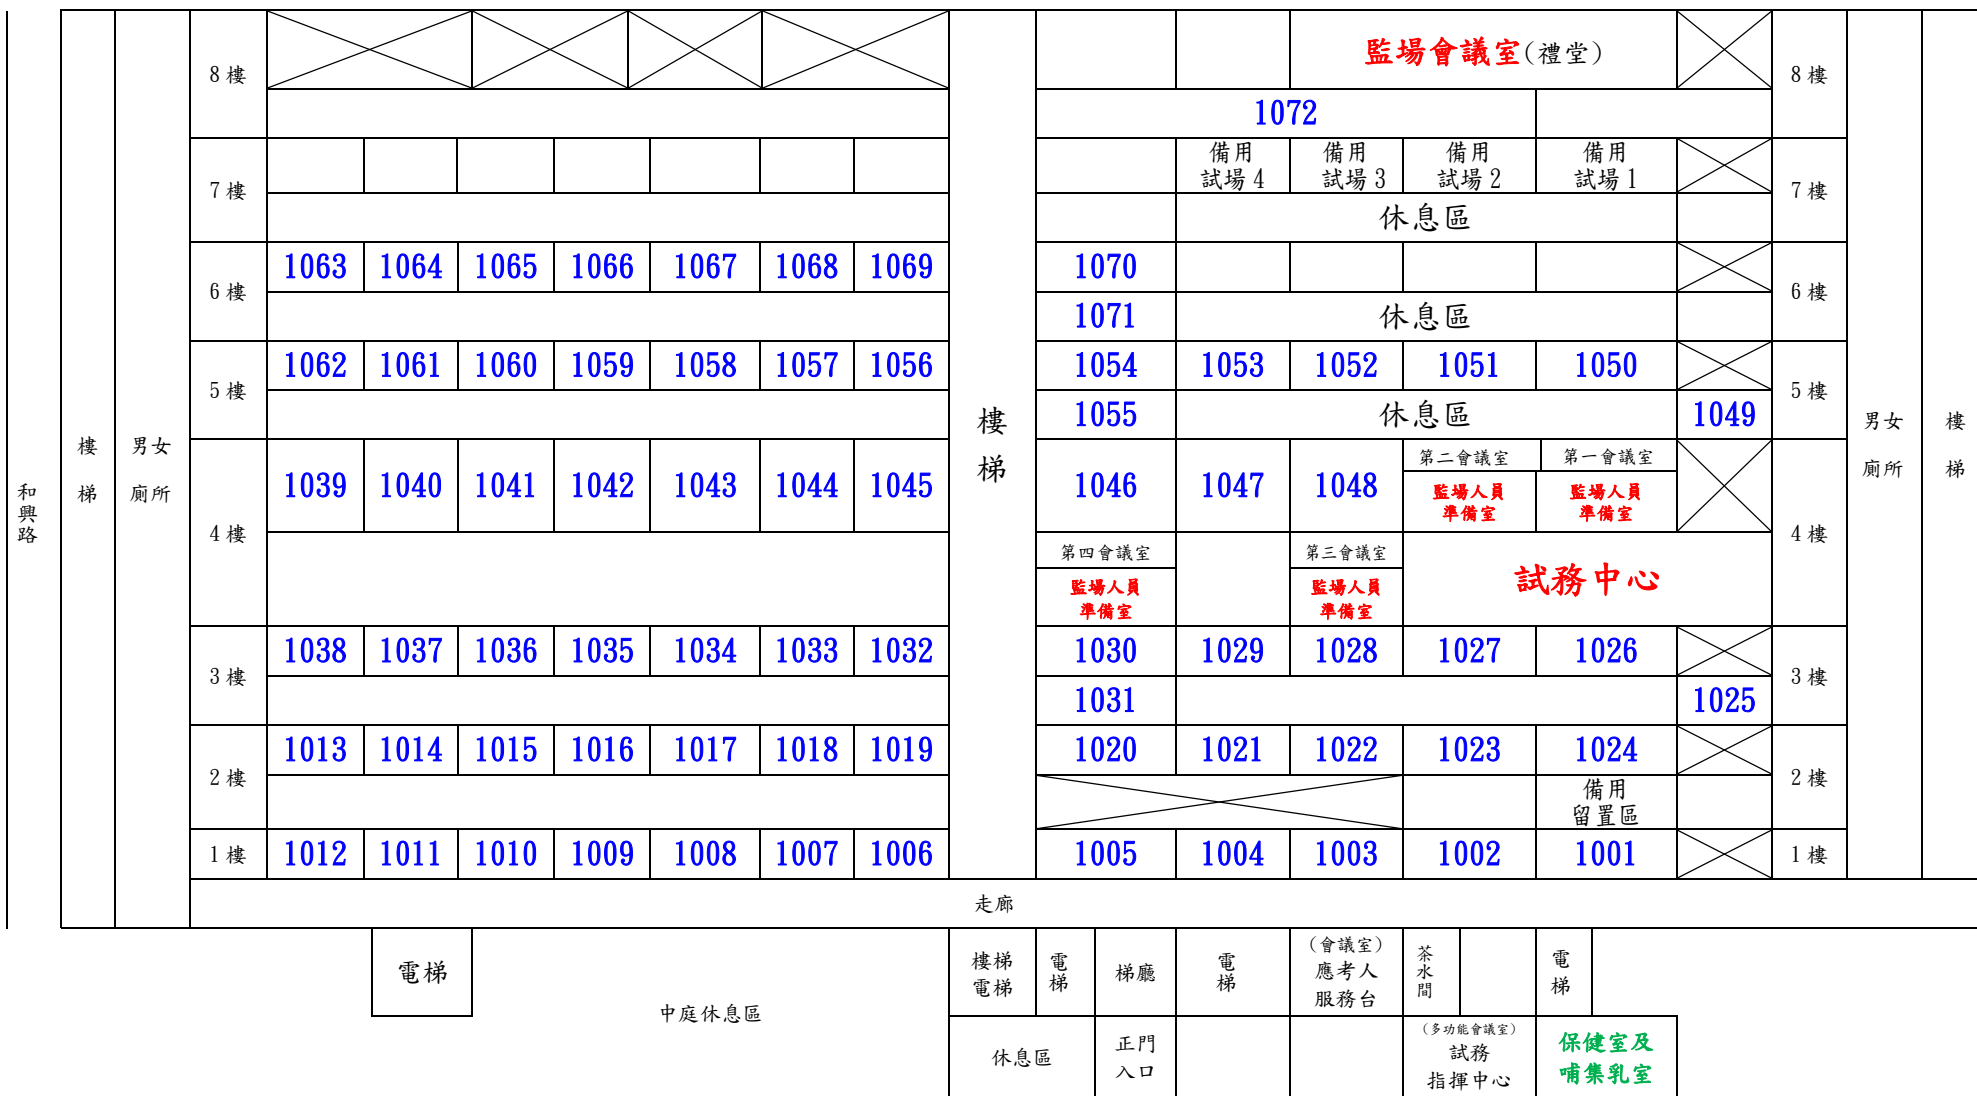 8樓
監場會議室(禮堂)
8樓
1072
7樓
備用
試場4
備用
試場3
備用
試場2
備用
試場1
7樓
休息區
6樓
1063 1064 1065 1066 1067 1068 1069
1070
6樓
1071
休息區
5樓
1062 1061 1060 1059 1058 1057 1056
1054 1053 1052 1051 1050
5樓
1055
休息區
1049
和興路
樓梯
男女
廁所
樓梯
男女
廁所
樓梯
4樓
1039 1040 1041 1042 1043 1044 1045
1046 1047 1048
第二會議室
監場人員
準備室
第一會議室
監場人員
準備室
4樓
第四會議室
監場人員
準備室
第三會議室
監場人員
準備室
試務中心
3樓
1038 1037 1036 1035 1034 1033 1032
1030 1029 1028 1027 1026
3樓
1031
1025
2樓
1013 1014 1015 1016 1017 1018 1019
1020 1021 1022 1023 1024
2樓
備用
留置區
1樓
1012 1011 1010 1009 1008 1007 1006
1005 1004 1003 1002 1001
1樓
走廊
電梯
中庭休息區
樓梯
電梯
電梯
梯廳
電梯
(會議室)
應考人
服務台
茶水間
電梯
休息區
正門
入口
(多功能會議室)
試務
指揮中心
保健室及
哺集乳室